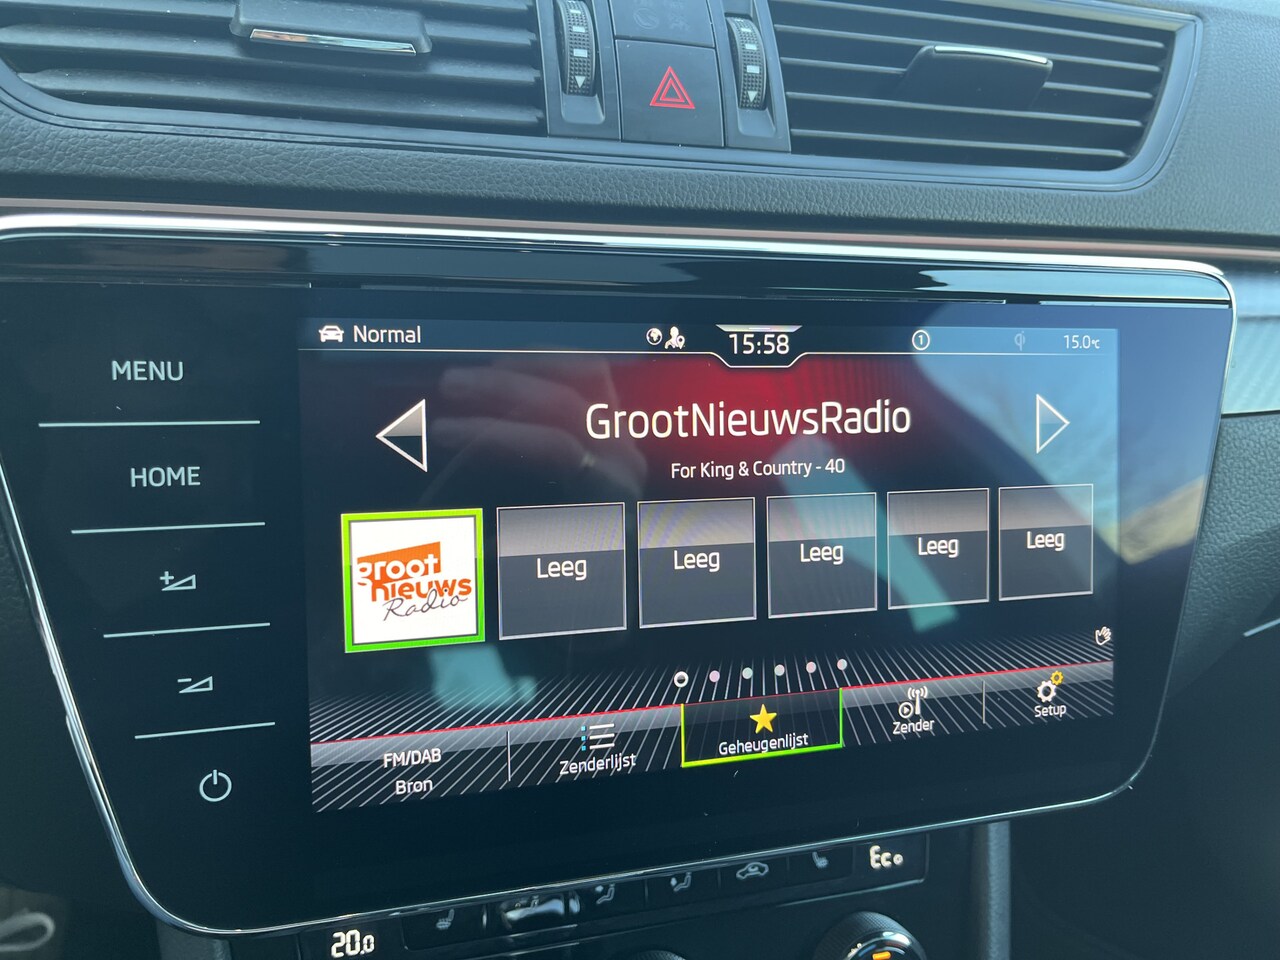 Normal
15:58
1
15.0°C
MENU
HOME
GrootNieuwsRadio
For King & Country - 40
groot
nieuws
Radio
Leeg
Leeg
Leeg
Leeg
Leeg
FM/DAB
Bron
Zenderlijst
Geheugenlijst
Zender
Setup
Eco
20.0